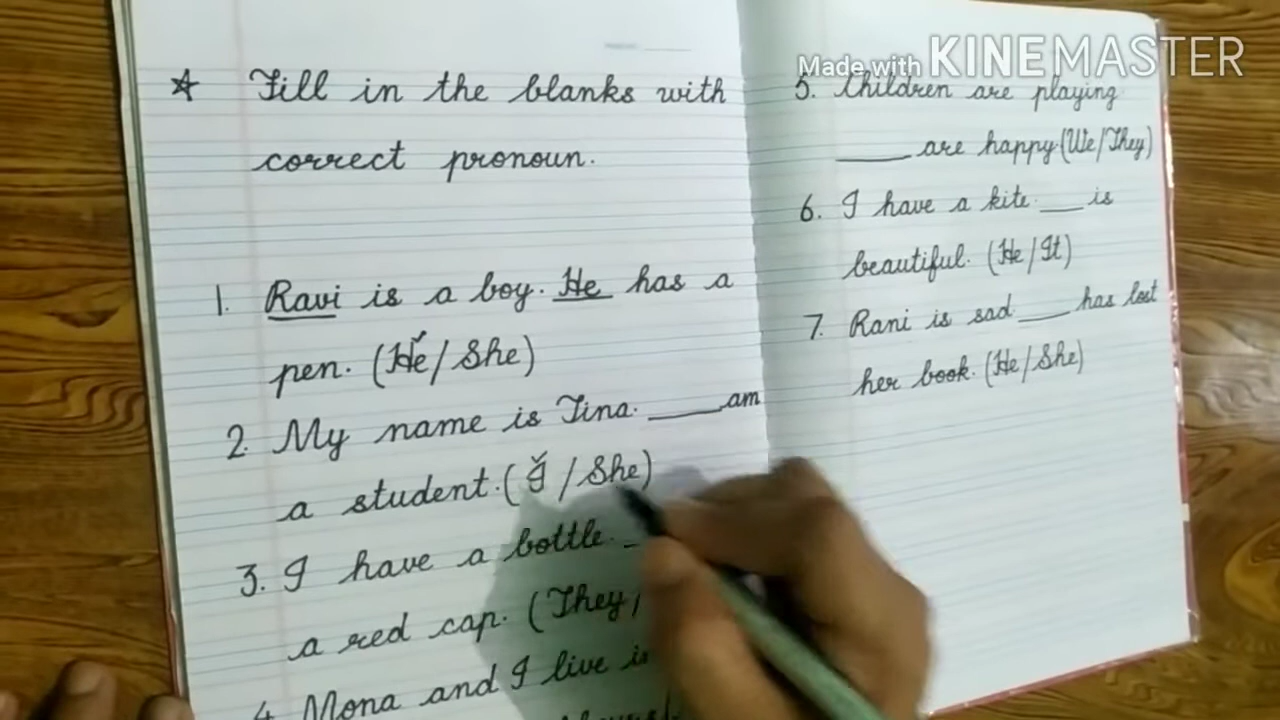 Made with KINEMASTER
☆ Fill in the blanks with
correct pronoun.
1. Ravi is a boy. He has a
pen. (He/She)
2. My name is Tina. ____ am
a student. (I/She)
3. I have a bottle. __
a red cap. (They/
4. Mona and I live
5. Children are playing
____ are happy (We/They)
6. I have a kite. ___ is
beautiful. (He/It)
7. Rani is sad ___ has lost
her book. (He/She)